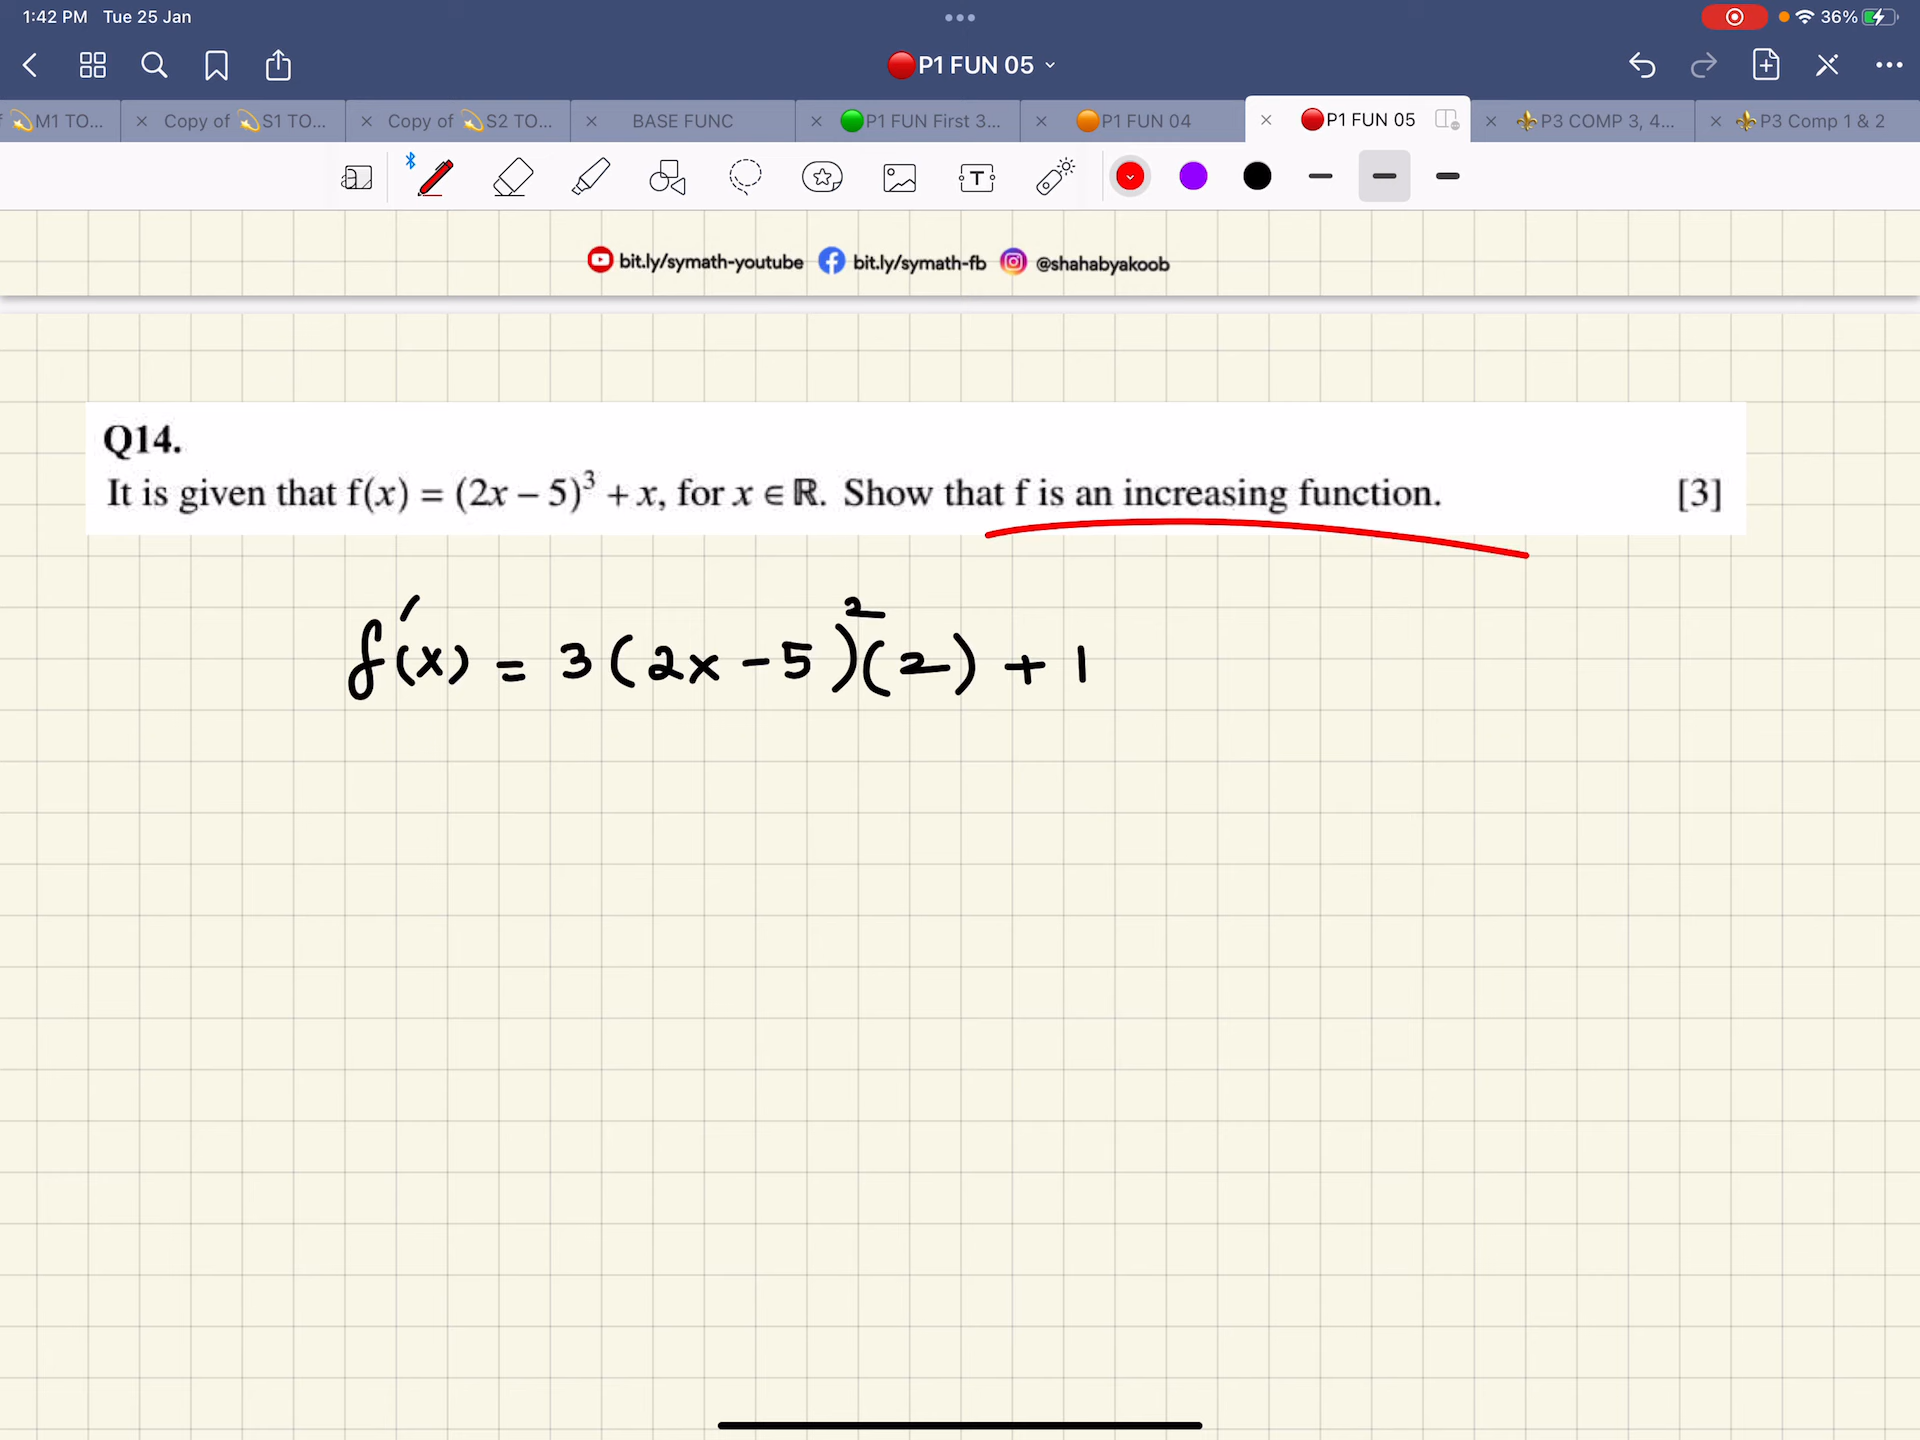 1:42 PM Tue 25 Jan
36%
P1 FUN 05
M1 TO... Copy of S1 TO... Copy of S2 TO... BASE FUNC P1 FUN First 3... P1 FUN 04 P1 FUN 05 P3 COMP 3, 4... P3 Comp 1 & 2
bit.ly/symath-youtube bit.ly/symath-fb @shahabyakoob
Q14.
It is given that f(x) = (2x – 5)³ + x, for x ∈ ℝ. Show that f is an increasing function. [3]
f′(x) = 3(2x – 5)²(2) + 1